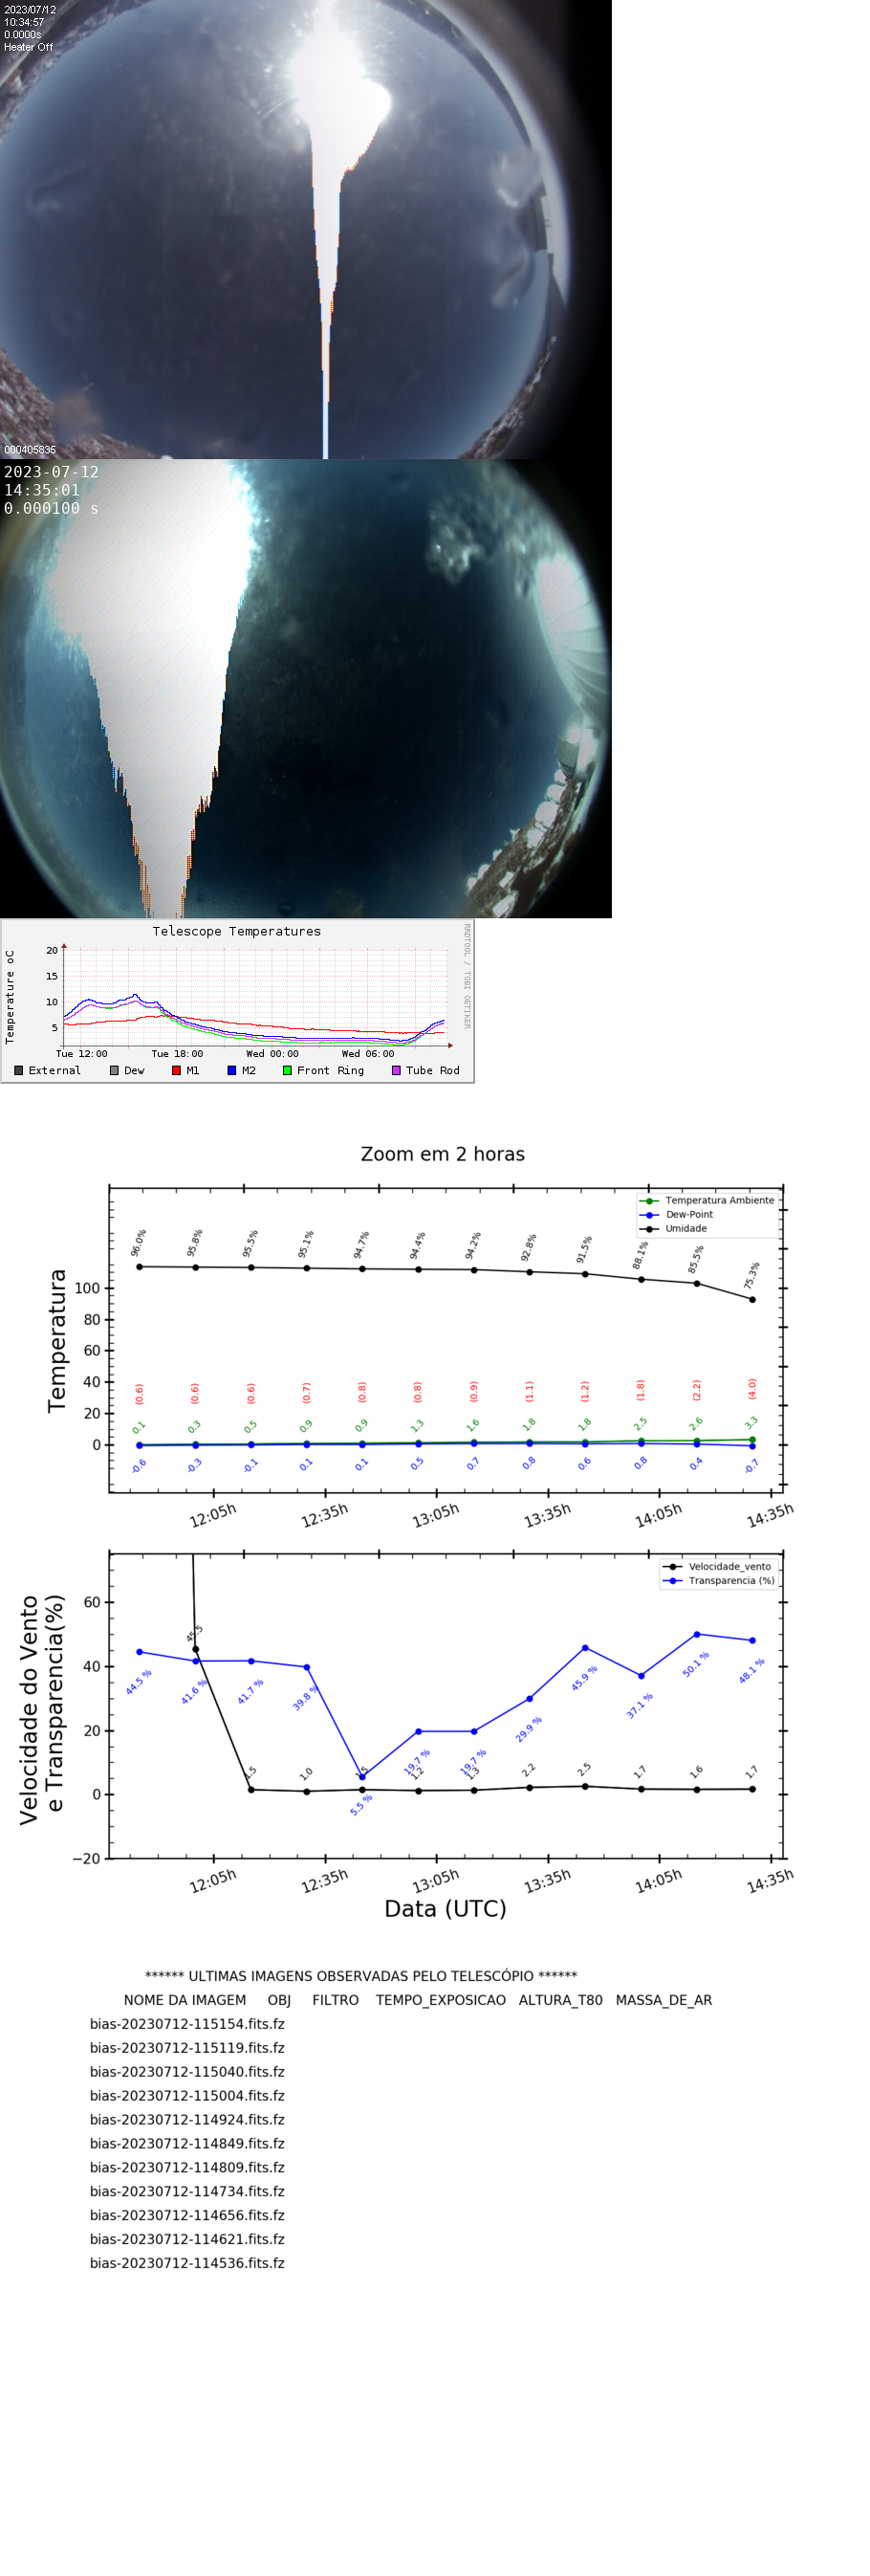 2023/07/12
10:34:57
0.0000s
Heater Off
000405835
2023-07-12
14:35:01
0.000100 s
Telescope Temperatures
RRDTOOL / TOBI OETIKER
Temperature oC
20
15
10
5
Tue 12:00 Tue 18:00 Wed 00:00 Wed 06:00
External Dew M1 M2 Front Ring Tube Rod
Zoom em 2 horas
Temperatura Ambiente
Dew-Point
Umidade
96.0% 95.8% 95.5% 95.1% 94.7% 94.4% 94.2% 92.8% 91.5% 88.1% 85.5% 75.3%
Temperatura
100
80
60
40
20
0
(0.6) (0.6) (0.6) (0.7) (0.8) (0.8) (0.9) (1.1) (1.2) (1.8) (2.2) (4.0)
0.1 0.3 0.5 0.9 0.9 1.3 1.6 1.8 1.8 2.5 2.6 3.3
-0.6 -0.3 -0.1 0.1 0.1 0.5 0.7 0.8 0.6 0.8 0.4 -0.7
12:05h 12:35h 13:05h 13:35h 14:05h 14:35h
Velocidade_vento
Transparencia (%)
Velocidade do Vento
e Transparencia(%)
60
40
20
0
−20
45.5 1.5 1.0 1.5 1.2 1.3 2.2 2.5 1.7 1.6 1.7
44.5 % 41.6 % 41.7 % 39.8 % 5.5 % 19.7 % 19.7 % 29.9 % 45.9 % 37.1 % 50.1 % 48.1 %
12:05h 12:35h 13:05h 13:35h 14:05h 14:35h
Data (UTC)
****** ULTIMAS IMAGENS OBSERVADAS PELO TELESCÓPIO ******
NOME DA IMAGEM OBJ FILTRO TEMPO_EXPOSICAO ALTURA_T80 MASSA_DE_AR
bias-20230712-115154.fits.fz
bias-20230712-115119.fits.fz
bias-20230712-115040.fits.fz
bias-20230712-115004.fits.fz
bias-20230712-114924.fits.fz
bias-20230712-114849.fits.fz
bias-20230712-114809.fits.fz
bias-20230712-114734.fits.fz
bias-20230712-114656.fits.fz
bias-20230712-114621.fits.fz
bias-20230712-114536.fits.fz